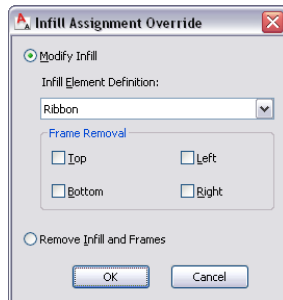 Infill Assignment Override
Modify Infill
Infill Element Definition:
Ribbon
Frame Removal
Top Left
Bottom Right
Remove Infill and Frames
OK Cancel